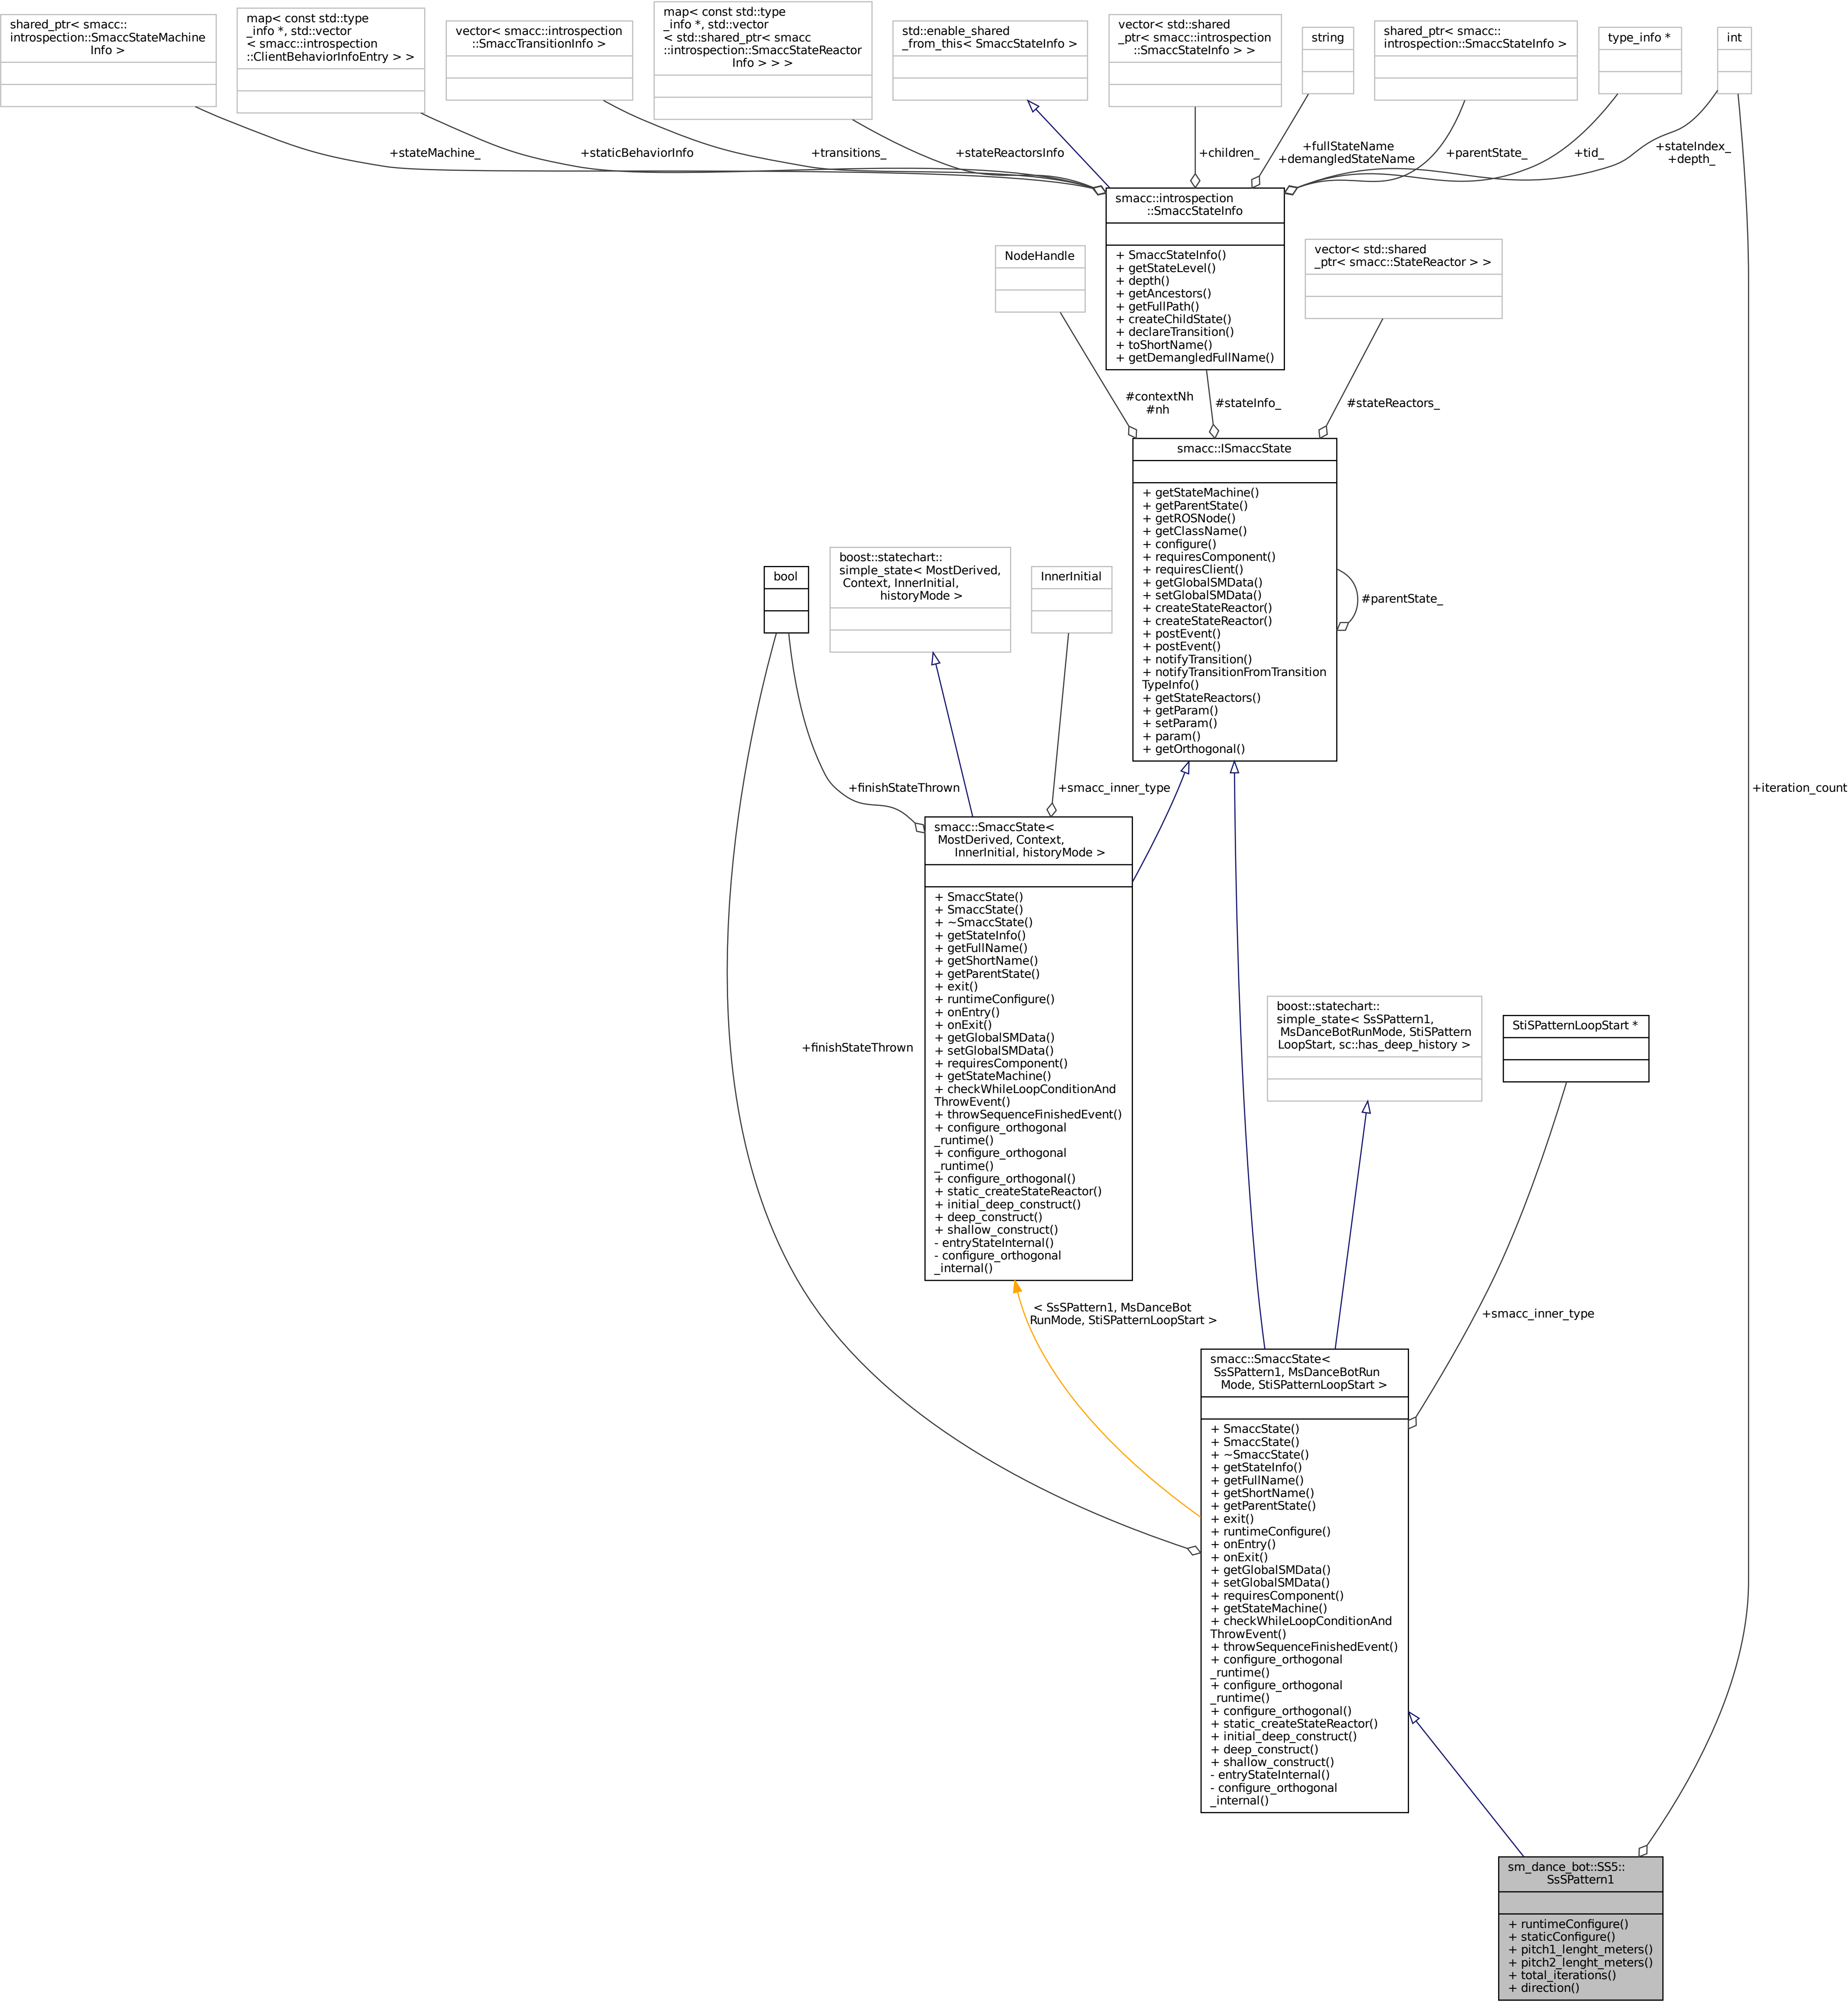 shared_ptr< smacc::
introspection::SmaccStateMachine
Info >
map< const std::type
_info *, std::vector
< smacc::introspection
::ClientBehaviorInfoEntry > >
vector< smacc::introspection
::SmaccTransitionInfo >
map< const std::type
_info *, std::vector
< std::shared_ptr< smacc
::introspection::SmaccStateReactor
Info > > >
std::enable_shared
_from_this< SmaccStateInfo >
vector< std::shared
_ptr< smacc::introspection
::SmaccStateInfo > >
string
shared_ptr< smacc::
introspection::SmaccStateInfo >
type_info *
int
+stateMachine_
+staticBehaviorInfo
+transitions_
+stateReactorsInfo
+children_
+fullStateName
+demangledStateName
+parentState_
+tid_
+stateIndex_
+depth_
smacc::introspection
::SmaccStateInfo
+ SmaccStateInfo()
+ getStateLevel()
+ depth()
+ getAncestors()
+ getFullPath()
+ createChildState()
+ declareTransition()
+ toShortName()
+ getDemangledFullName()
NodeHandle
vector< std::shared
_ptr< smacc::StateReactor > >
#contextNh
#nh
#stateInfo_
#stateReactors_
smacc::ISmaccState
+ getStateMachine()
+ getParentState()
+ getROSNode()
+ getClassName()
+ configure()
+ requiresComponent()
+ requiresClient()
+ getGlobalSMData()
+ setGlobalSMData()
+ createStateReactor()
+ createStateReactor()
+ postEvent()
+ postEvent()
+ notifyTransition()
+ notifyTransitionFromTransition
TypeInfo()
+ getStateReactors()
+ getParam()
+ setParam()
+ param()
+ getOrthogonal()
#parentState_
bool
boost::statechart::
simple_state< MostDerived,
Context, InnerInitial,
historyMode >
InnerInitial
+finishStateThrown
+smacc_inner_type
+iteration_count
smacc::SmaccState<
MostDerived, Context,
InnerInitial, historyMode >
+ SmaccState()
+ SmaccState()
+ ~SmaccState()
+ getStateInfo()
+ getFullName()
+ getShortName()
+ getParentState()
+ exit()
+ runtimeConfigure()
+ onEntry()
+ onExit()
+ getGlobalSMData()
+ setGlobalSMData()
+ requiresComponent()
+ getStateMachine()
+ checkWhileLoopConditionAnd
ThrowEvent()
+ throwSequenceFinishedEvent()
+ configure_orthogonal
_runtime()
+ configure_orthogonal
_runtime()
+ configure_orthogonal()
+ static_createStateReactor()
+ initial_deep_construct()
+ deep_construct()
+ shallow_construct()
- entryStateInternal()
- configure_orthogonal
_internal()
+finishStateThrown
boost::statechart::
simple_state< SsSPattern1,
MsDanceBotRunMode, StiSPattern
LoopStart, sc::has_deep_history >
StiSPatternLoopStart *
< SsSPattern1, MsDanceBot
RunMode, StiSPatternLoopStart >
+smacc_inner_type
smacc::SmaccState<
SsSPattern1, MsDanceBotRun
Mode, StiSPatternLoopStart >
+ SmaccState()
+ SmaccState()
+ ~SmaccState()
+ getStateInfo()
+ getFullName()
+ getShortName()
+ getParentState()
+ exit()
+ runtimeConfigure()
+ onEntry()
+ onExit()
+ getGlobalSMData()
+ setGlobalSMData()
+ requiresComponent()
+ getStateMachine()
+ checkWhileLoopConditionAnd
ThrowEvent()
+ throwSequenceFinishedEvent()
+ configure_orthogonal
_runtime()
+ configure_orthogonal
_runtime()
+ configure_orthogonal()
+ static_createStateReactor()
+ initial_deep_construct()
+ deep_construct()
+ shallow_construct()
- entryStateInternal()
- configure_orthogonal
_internal()
sm_dance_bot::SS5::
SsSPattern1
+ runtimeConfigure()
+ staticConfigure()
+ pitch1_lenght_meters()
+ pitch2_lenght_meters()
+ total_iterations()
+ direction()